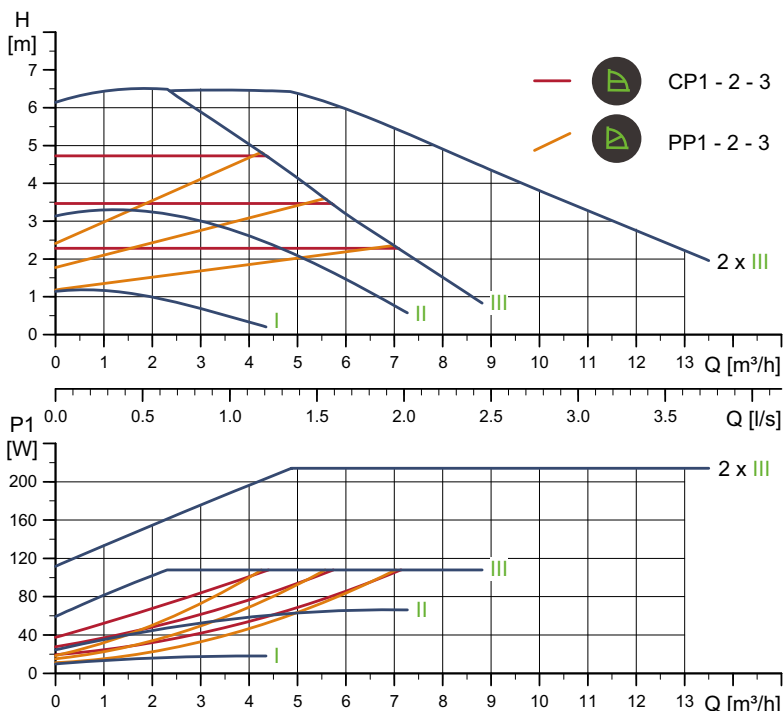 H
[m]
7
6
5
4
3
2
1
0
CP1 - 2 - 3
PP1 - 2 - 3
2 x III
III
II
I
0 1 2 3 4 5 6 7 8 9 10 11 12 13 Q [m³/h]
0.0 0.5 1.0 1.5 2.0 2.5 3.0 3.5 Q [l/s]
P1
[W]
200
160
120
80
40
0
2 x III
III
II
I
0 1 2 3 4 5 6 7 8 9 10 11 12 13 Q [m³/h]